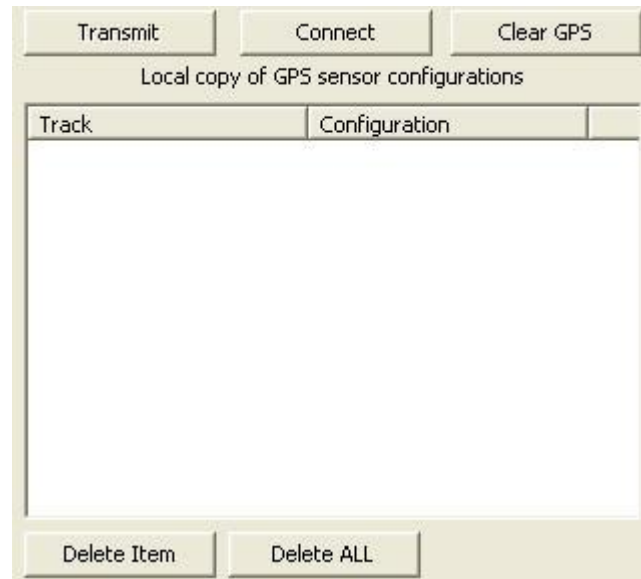 Transmit Connect Clear GPS
Local copy of GPS sensor configurations
Track Configuration
Delete Item Delete ALL